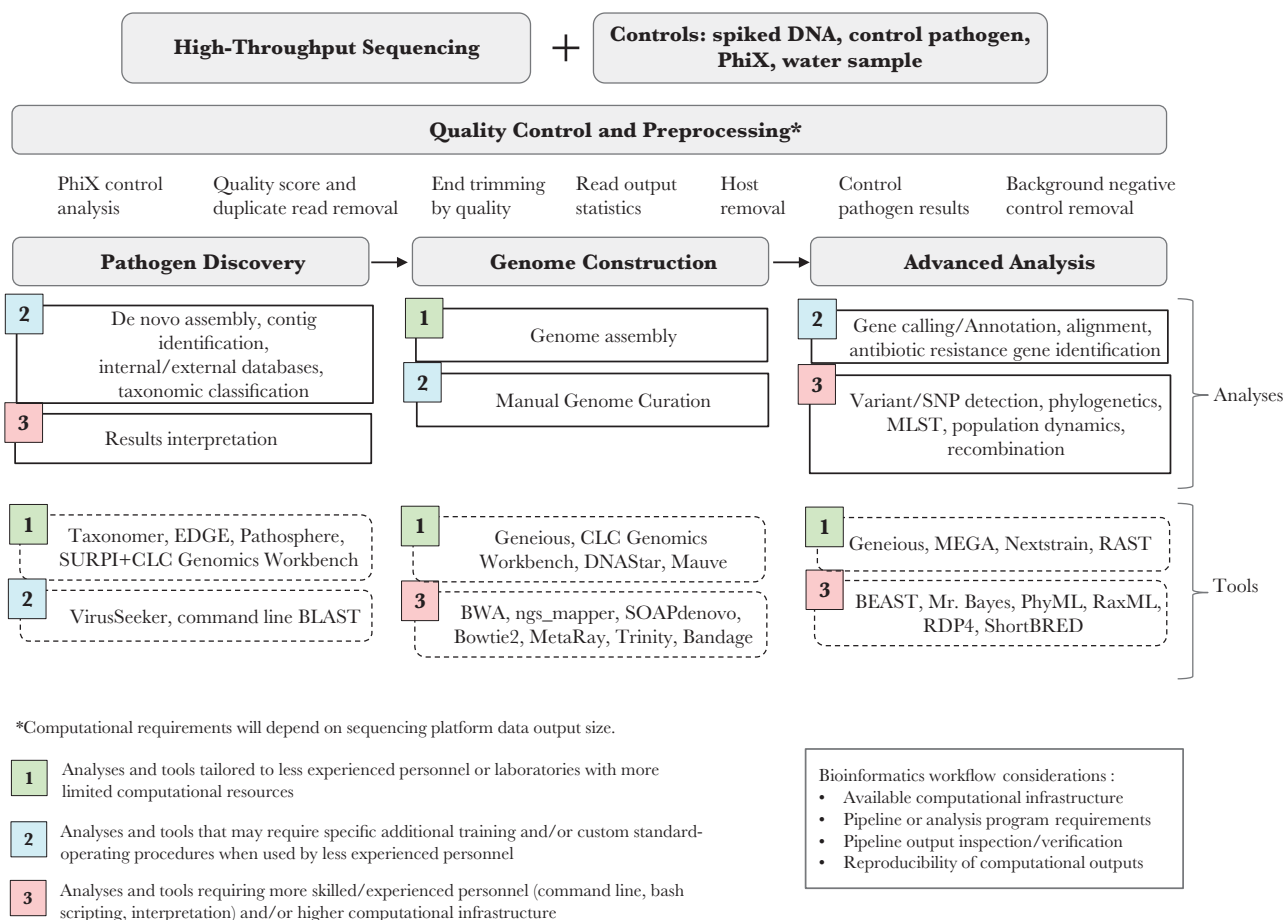 High-Throughput Sequencing
+
Controls: spiked DNA, control pathogen,
PhiX, water sample
Quality Control and Preprocessing*
PhiX control
analysis
Quality score and
duplicate read removal
End trimming
by quality
Read output
statistics
Host
removal
Control
pathogen results
Background negative
control removal
Pathogen Discovery
Genome Construction
Advanced Analysis
2
De novo assembly, contig
identification,
internal/external databases,
taxonomic classification
3
Results interpretation
1
Genome assembly
2
Manual Genome Curation
2
Gene calling/Annotation, alignment,
antibiotic resistance gene identification
3
Variant/SNP detection, phylogenetics,
MLST, population dynamics,
recombination
Analyses
1
Taxonomer, EDGE, Pathosphere,
SURPI+CLC Genomics Workbench
2
VirusSeeker, command line BLAST
1
Geneious, CLC Genomics
Workbench, DNAStar, Mauve
3
BWA, ngs_mapper, SOAPdenovo,
Bowtie2, MetaRay, Trinity, Bandage
1
Geneious, MEGA, Nextstrain, RAST
3
BEAST, Mr. Bayes, PhyML, RaxML,
RDP4, ShortBRED
Tools
*Computational requirements will depend on sequencing platform data output size.
1
Analyses and tools tailored to less experienced personnel or laboratories with more
limited computational resources
2
Analyses and tools that may require specific additional training and/or custom standard-
operating procedures when used by less experienced personnel
3
Analyses and tools requiring more skilled/experienced personnel (command line, bash
scripting, interpretation) and/or higher computational infrastructure
Bioinformatics workflow considerations :
• Available computational infrastructure
• Pipeline or analysis program requirements
• Pipeline output inspection/verification
• Reproducibility of computational outputs